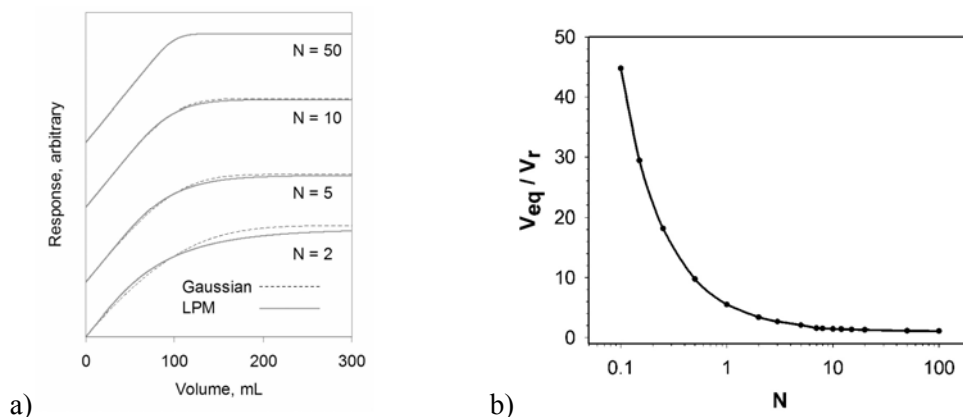 N = 50
N = 10
N = 5
N = 2
Gaussian
LPM
Response, arbitrary
0 100 200 300
Volume, mL
a)
50
40
30
20
10
0
Veq / Vr
0.1 1 10 100
N
b)